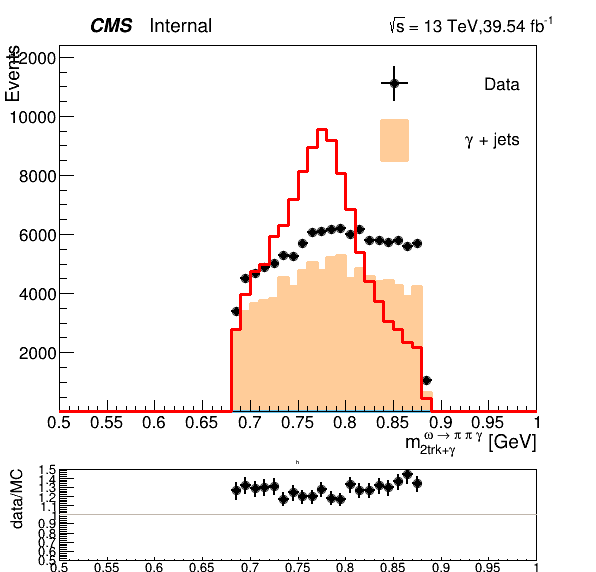 CMS Internal
√s = 13 TeV,39.54 fb-1
Events
12000
10000
8000
6000
4000
2000
Data
γ + jets
0.5 0.55 0.6 0.65 0.7 0.75 0.8 0.85 0.9 0.95 1
m ω → π π γ 2trk+γ [GeV]
h
data/MC
1.5
1.4
1.3
1.2
1.1
1
0.9
0.8
0.7
0.6
0.5
0.5 0.55 0.6 0.65 0.7 0.75 0.8 0.85 0.9 0.95 1